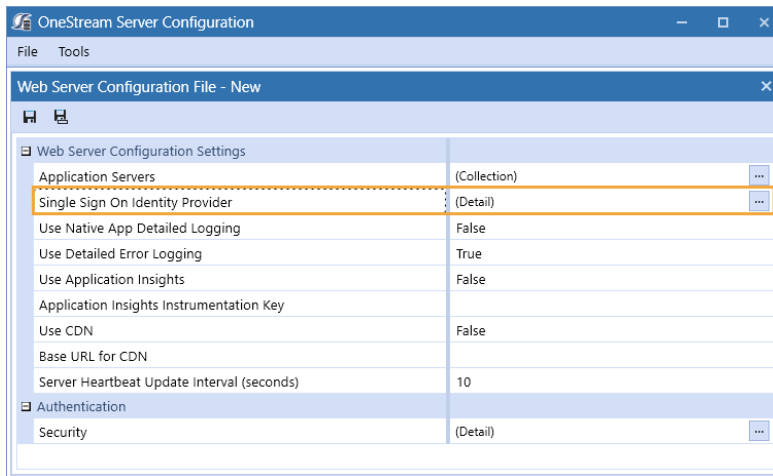 OneStream Server Configuration
File Tools
Web Server Configuration File - New
Web Server Configuration Settings
Application Servers (Collection) ...
Single Sign On Identity Provider (Detail) ...
Use Native App Detailed Logging False
Use Detailed Error Logging True
Use Application Insights False
Application Insights Instrumentation Key
Use CDN False
Base URL for CDN
Server Heartbeat Update Interval (seconds) 10
Authentication
Security (Detail) ...